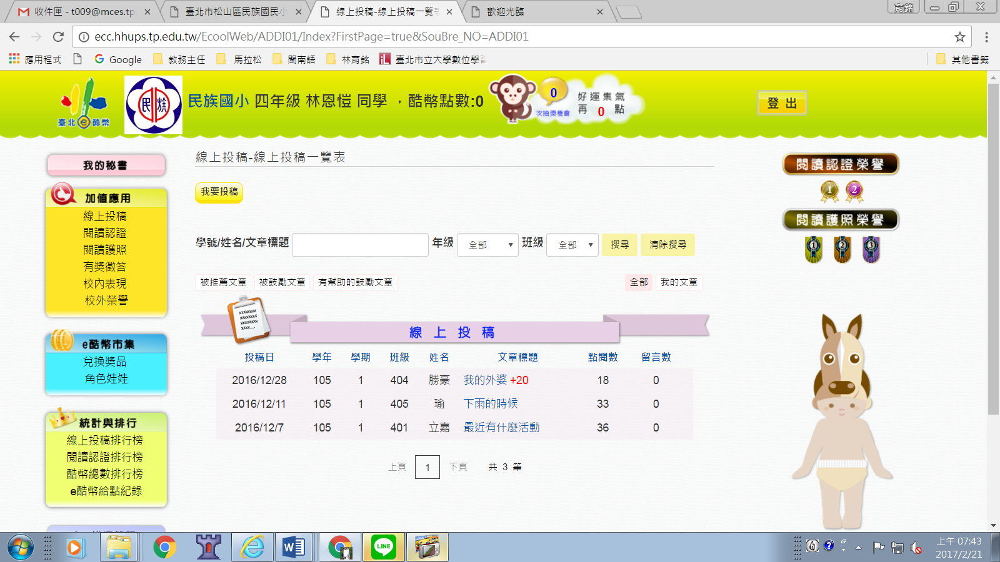 收件匣 - t009@mces.tp.
臺北市松山區民族國民小
線上投稿-線上投稿一覽表
歡迎光臨
育銘
ecc.hhups.tp.edu.tw/EcoolWeb/ADDI01/Index?FirstPage=true&SouBre_NO=ADDI01
應用程式
Google
教務主任
馬拉松
閩南語
林育銘
臺北市立大學數位學習
其他書籤
臺北e酷幣
民族
民族國小 四年級 林恩愷 同學 ，酷幣點數:0
0
次抽獎機會
好運集氣
再 0 點
登 出
我的秘書
加值應用
線上投稿
閱讀認證
閱讀護照
有獎徵答
校內表現
校外榮譽
e酷幣市集
兌換獎品
角色娃娃
統計與排行
線上投稿排行榜
閱讀認證排行榜
酷幣總數排行榜
e酷幣給點紀錄
線上投稿-線上投稿一覽表
我要投稿
學號/姓名/文章標題 年級 全部 班級 全部 搜尋 清除搜尋
被推薦文章 被鼓勵文章 有幫助的鼓勵文章 全部 我的文章
線 上 投 稿
投稿日 學年 學期 班級 姓名 文章標題 點閱數 留言數
2016/12/28 105 1 404 勝豪 我的外婆 +20 18 0
2016/12/11 105 1 405 瑜 下雨的時候 33 0
2016/12/7 105 1 401 立嘉 最近有什麼活動 36 0
上頁 1 下頁 共 3 筆
閱讀認證榮譽
1 2
閱讀護照榮譽
1 2 3
LINE
上午 07:43
2017/2/21